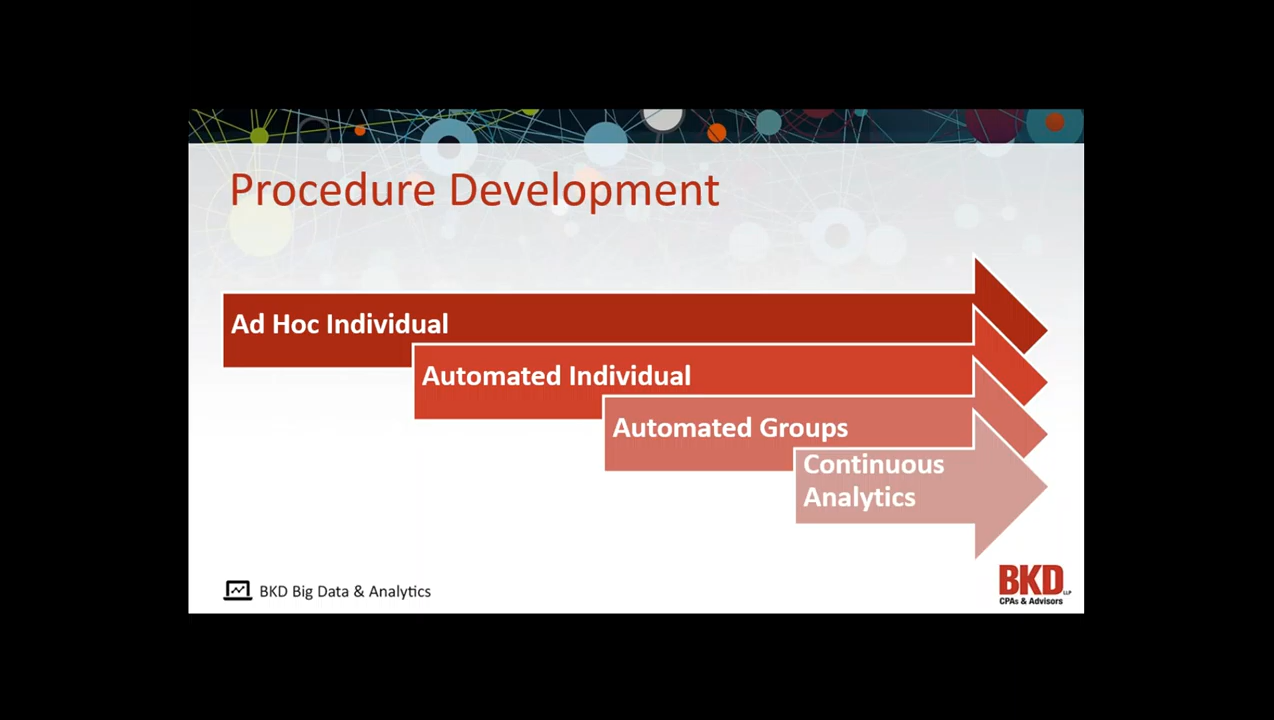 Procedure Development
Ad Hoc Individual
Automated Individual
Automated Groups
Continuous
Analytics
BKD Big Data & Analytics
BKD LLP
CPAs & Advisors